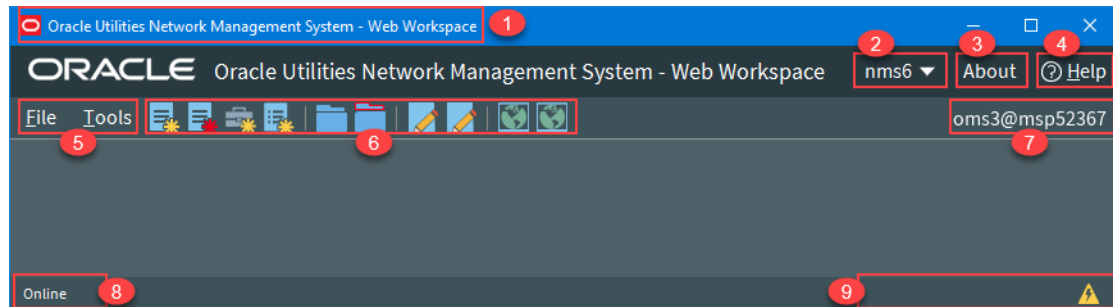 Oracle Utilities Network Management System - Web Workspace 1
2 3 4
ORACLE Oracle Utilities Network Management System - Web Workspace nms6 About ? Help
File Tools oms3@msp52367
5 6 7
Online 8 9